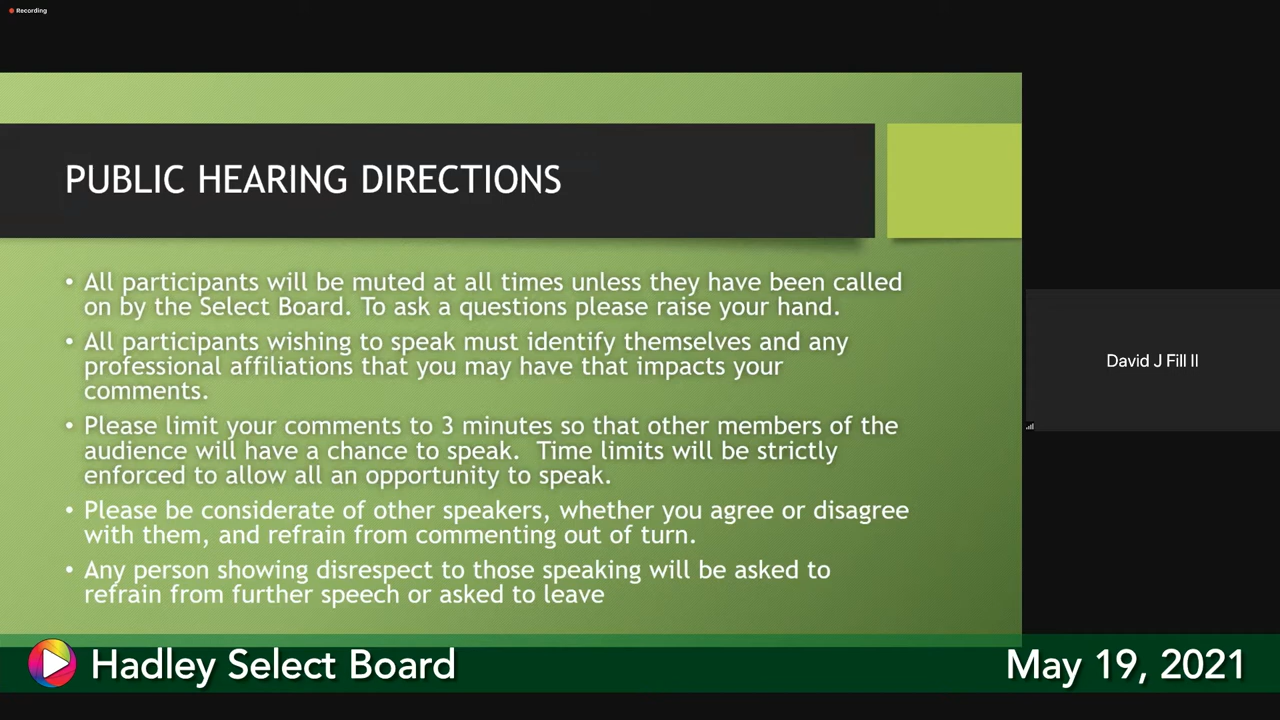 Recording
PUBLIC HEARING DIRECTIONS
• All participants will be muted at all times unless they have been called
on by the Select Board. To ask a questions please raise your hand.
• All participants wishing to speak must identify themselves and any
professional affiliations that you may have that impacts your
comments.
• Please limit your comments to 3 minutes so that other members of the
audience will have a chance to speak.  Time limits will be strictly
enforced to allow all an opportunity to speak.
• Please be considerate of other speakers, whether you agree or disagree
with them, and refrain from commenting out of turn.
• Any person showing disrespect to those speaking will be asked to
refrain from further speech or asked to leave
David J Fill II
Hadley Select Board
May 19, 2021